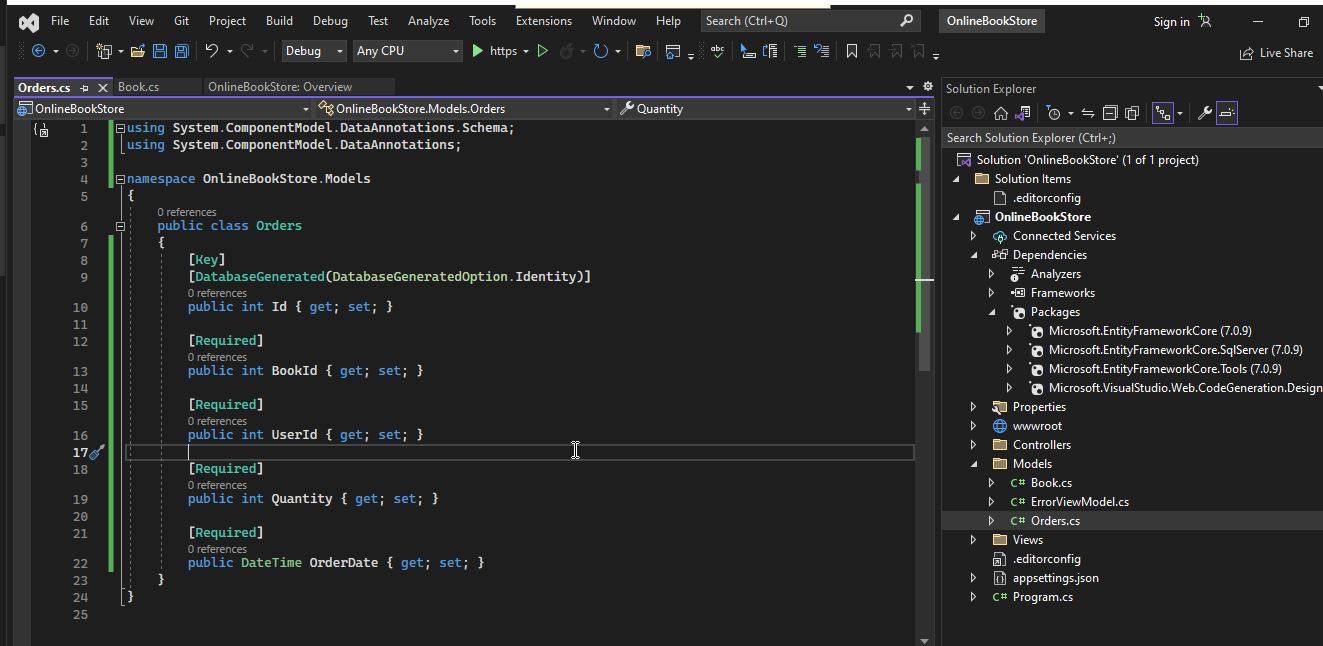 File Edit View Git Project Build Debug Test Analyze Tools Extensions Window Help Search (Ctrl+Q) OnlineBookStore Sign in
Debug Any CPU https Live Share
Orders.cs Book.cs OnlineBookStore: Overview
OnlineBookStore OnlineBookStore.Models.Orders Quantity
1 using System.ComponentModel.DataAnnotations.Schema;
2 using System.ComponentModel.DataAnnotations;
3
4 namespace OnlineBookStore.Models
5 {
0 references
6 public class Orders
7 {
8 [Key]
9 [DatabaseGenerated(DatabaseGeneratedOption.Identity)]
0 references
10 public int Id { get; set; }
11
12 [Required]
0 references
13 public int BookId { get; set; }
14
15 [Required]
0 references
16 public int UserId { get; set; }
17
18 [Required]
0 references
19 public int Quantity { get; set; }
20
21 [Required]
0 references
22 public DateTime OrderDate { get; set; }
23 }
24 }
25
Solution Explorer
Search Solution Explorer (Ctrl+;)
Solution 'OnlineBookStore' (1 of 1 project)
Solution Items
.editorconfig
OnlineBookStore
Connected Services
Dependencies
Analyzers
Frameworks
Packages
Microsoft.EntityFrameworkCore (7.0.9)
Microsoft.EntityFrameworkCore.SqlServer (7.0.9)
Microsoft.EntityFrameworkCore.Tools (7.0.9)
Microsoft.VisualStudio.Web.CodeGeneration.Design
Properties
wwwroot
Controllers
Models
C# Book.cs
C# ErrorViewModel.cs
C# Orders.cs
Views
.editorconfig
appsettings.json
C# Program.cs